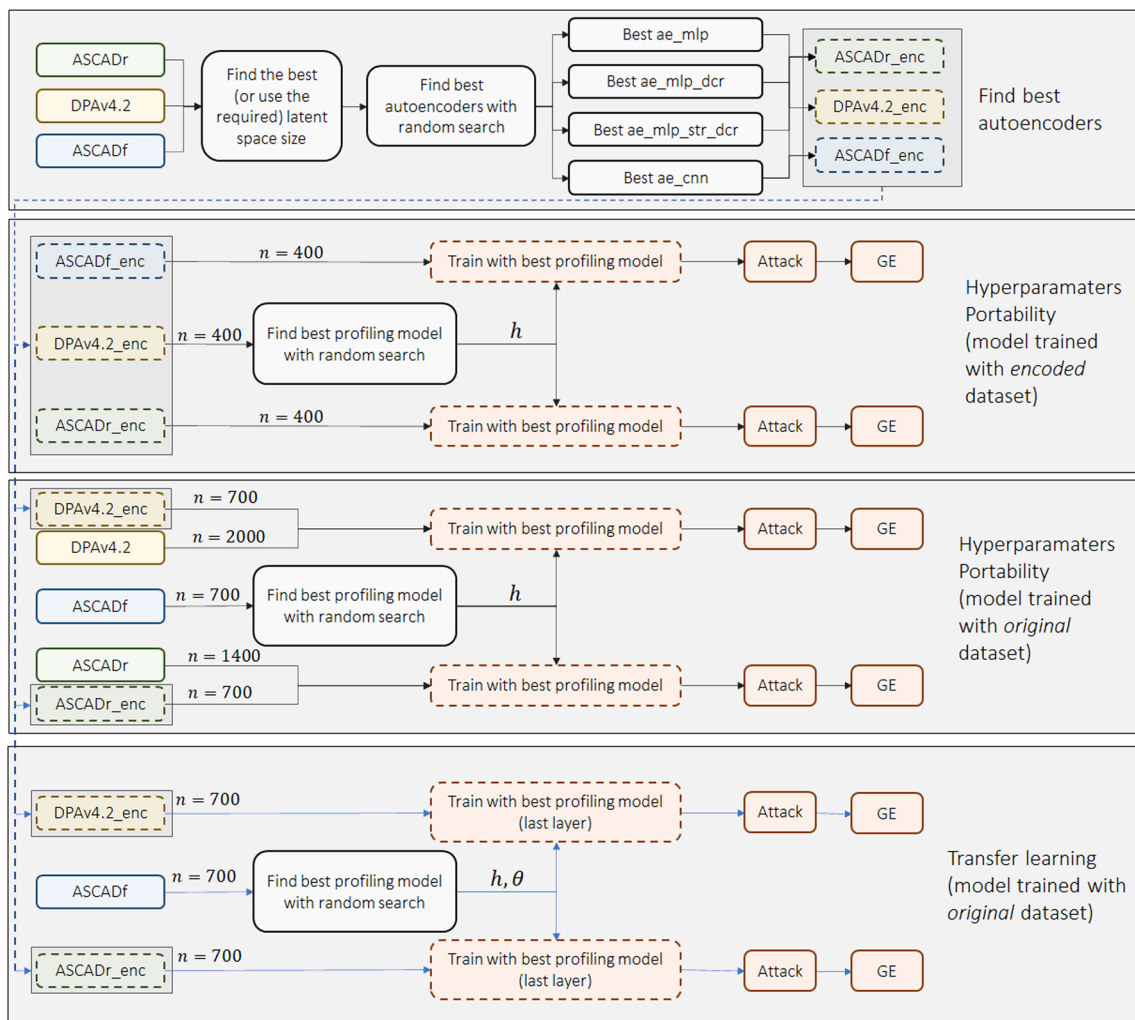 ASCADr
DPAv4.2
ASCADf
Find the best
(or use the
required) latent
space size
Find best
autoencoders with
random search
Best ae_mlp
Best ae_mlp_dcr
Best ae_mlp_str_dcr
Best ae_cnn
ASCADr_enc
DPAv4.2_enc
ASCADf_enc
Find best
autoencoders
ASCADf_enc
n = 400
Train with best profiling model
Attack
GE
DPAv4.2_enc
n = 400
Find best profiling model
with random search
h
ASCADr_enc
n = 400
Train with best profiling model
Attack
GE
Hyperparamaters
Portability
(model trained
with encoded
dataset)
DPAv4.2_enc
n = 700
DPAv4.2
n = 2000
Train with best profiling model
Attack
GE
ASCADf
n = 700
Find best profiling model
with random search
h
ASCADr
n = 1400
ASCADr_enc
n = 700
Train with best profiling model
Attack
GE
Hyperparamaters
Portability
(model trained
with original
dataset)
DPAv4.2_enc
n = 700
Train with best profiling model
(last layer)
Attack
GE
ASCADf
n = 700
Find best profiling model
with random search
h, θ
ASCADr_enc
n = 700
Train with best profiling model
(last layer)
Attack
GE
Transfer learning
(model trained with
original dataset)